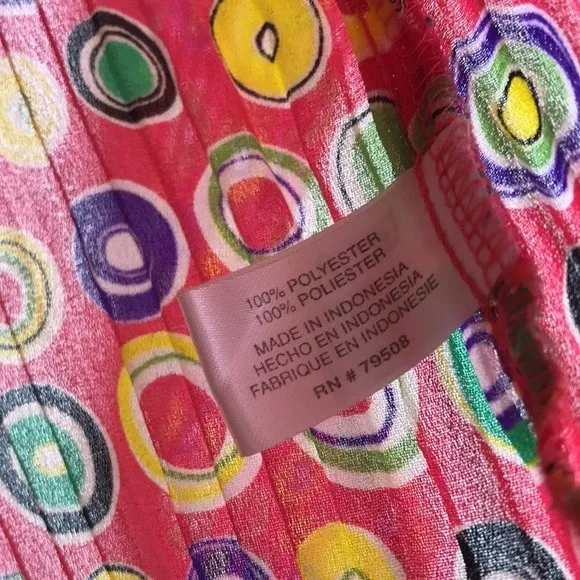 100% POLYESTER
100% POLIESTER
MADE IN INDONESIA
HECHO EN INDONESIA
FABRIQUE EN INDONESIE
RN # 79508